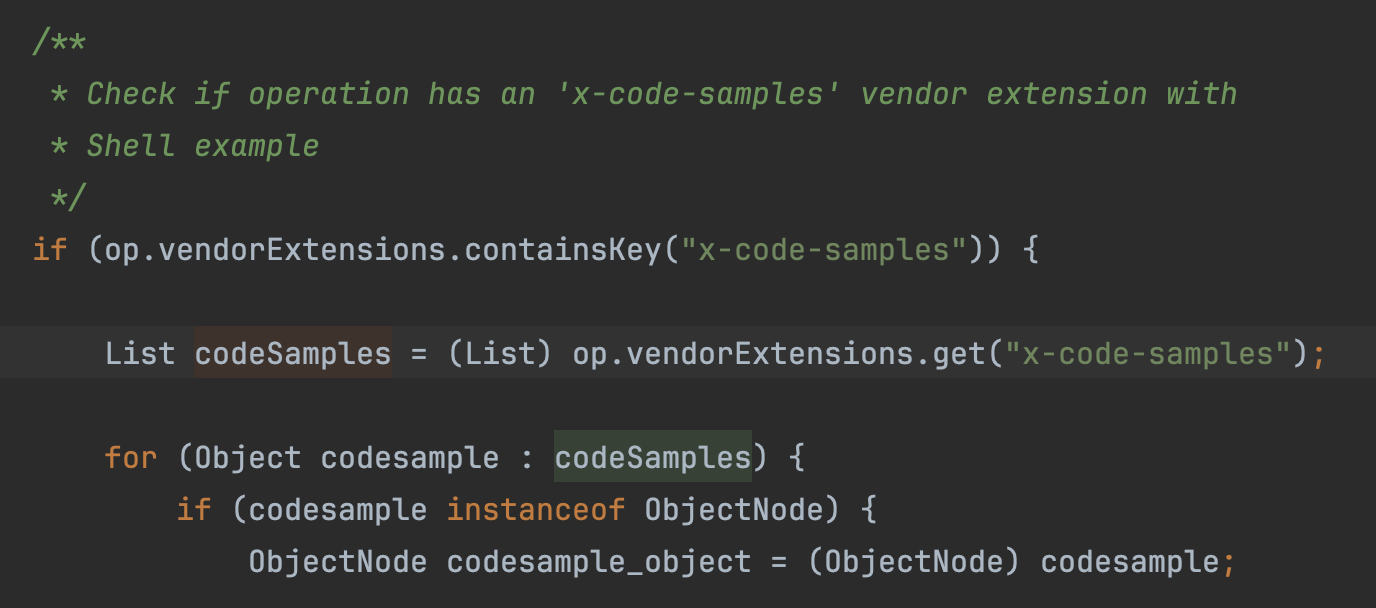 /**
 * Check if operation has an 'x-code-samples' vendor extension with
 * Shell example
 */
if (op.vendorExtensions.containsKey("x-code-samples")) {
    List codeSamples = (List) op.vendorExtensions.get("x-code-samples");
    for (Object codesample : codeSamples) {
        if (codesample instanceof ObjectNode) {
            ObjectNode codesample_object = (ObjectNode) codesample;